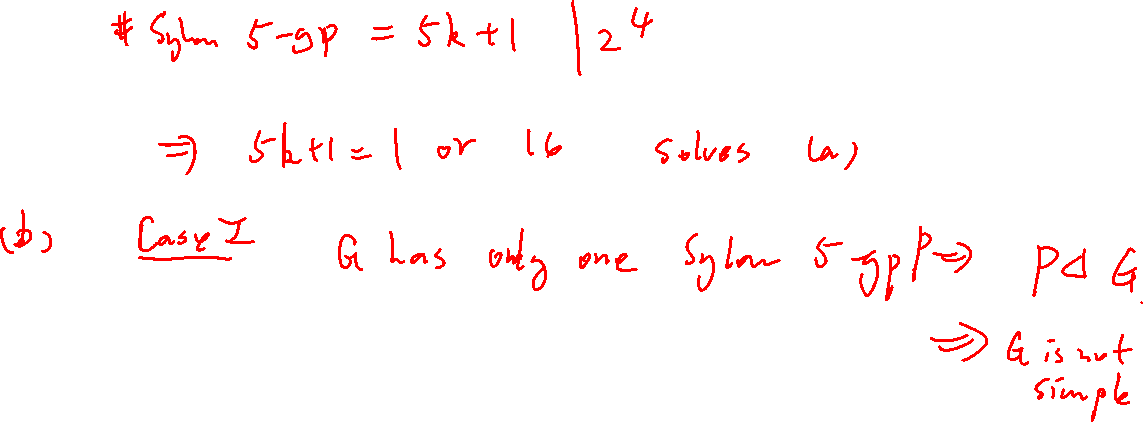 # Sylow 5-gp = 5k+1 | 2^4
⇒ 5k+1 = 1 or 16 solves (a)
(b) Case I G has only one Sylow 5-gp P ⇒ P ◁ G.
⇒ G is not
simple